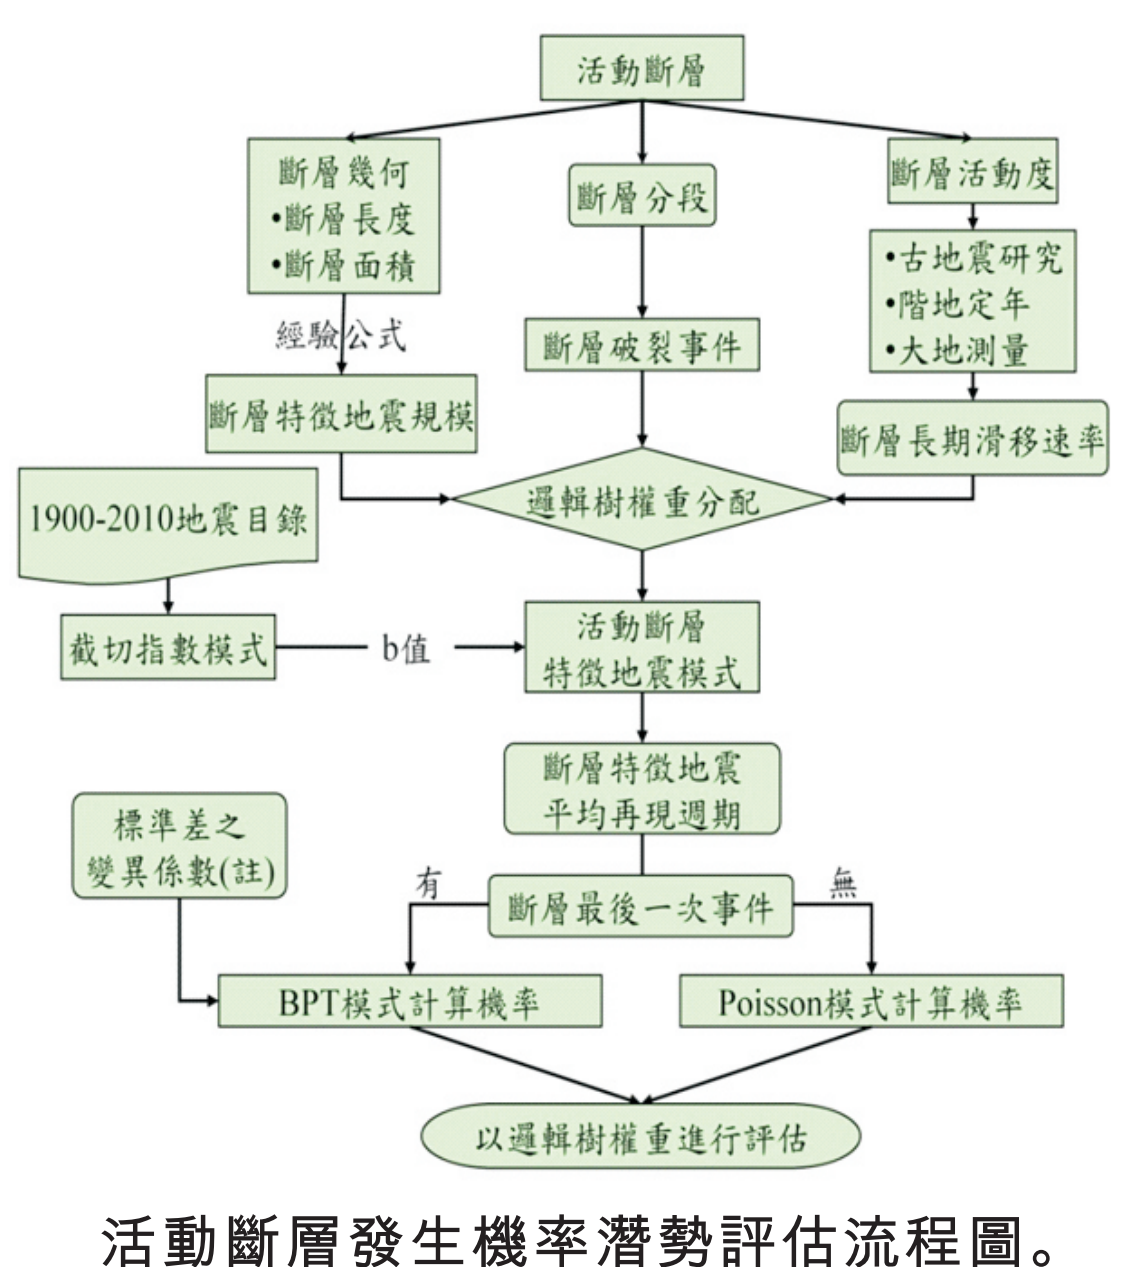 活動斷層
斷層幾何
•斷層長度
•斷層面積
斷層分段
斷層活動度
•古地震研究
•階地定年
•大地測量
經驗公式
斷層破裂事件
斷層特徵地震規模
斷層長期滑移速率
邏輯樹權重分配
1900-2010地震目錄
截切指數模式
b值
活動斷層
特徵地震模式
斷層特徵地震
平均再現週期
標準差之
變異係數(註)
有
無
斷層最後一次事件
BPT模式計算機率
Poisson模式計算機率
以邏輯樹權重進行評估
活動斷層發生機率潛勢評估流程圖。